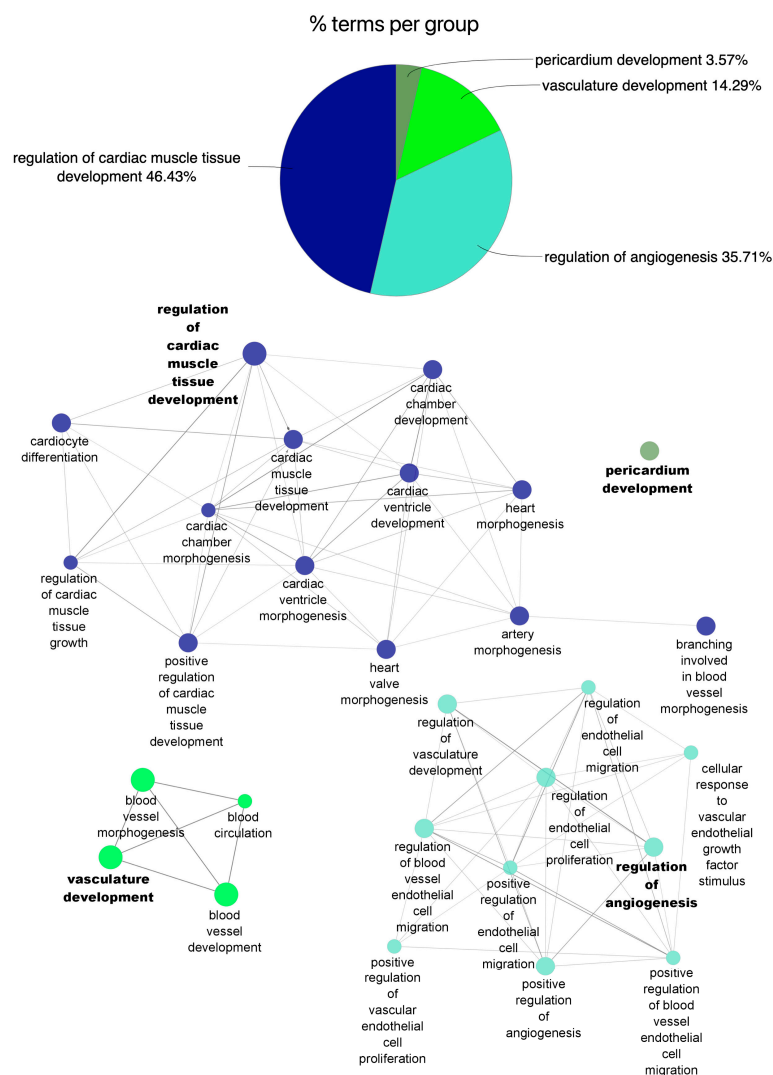 % terms per group
pericardium development 3.57%
vasculature development 14.29%
regulation of cardiac muscle tissue
development 46.43%
regulation of angiogenesis 35.71%
regulation
of
cardiac
muscle
tissue
development
cardiac
chamber
development
cardiocyte
differentiation
cardiac
muscle
tissue
development
cardiac
ventricle
development
heart
morphogenesis
pericardium
development
cardiac
chamber
morphogenesis
regulation
of cardiac
muscle
tissue
growth
cardiac
ventricle
morphogenesis
artery
morphogenesis
branching
involved
in blood
vessel
morphogenesis
positive
regulation
of cardiac
muscle
tissue
development
heart
valve
morphogenesis
regulation
of
vasculature
development
regulation
of
endothelial
cell
migration
cellular
response
to
vascular
endothelial
growth
factor
stimulus
blood
vessel
morphogenesis
blood
circulation
regulation
of
endothelial
cell
proliferation
vasculature
development
blood
vessel
development
regulation
of blood
vessel
endothelial
cell
migration
regulation
of
angiogenesis
positive
regulation
of
endothelial
cell
migration
positive
regulation
of
vascular
endothelial
cell
proliferation
positive
regulation
of
angiogenesis
positive
regulation
of blood
vessel
endothelial
cell
migration